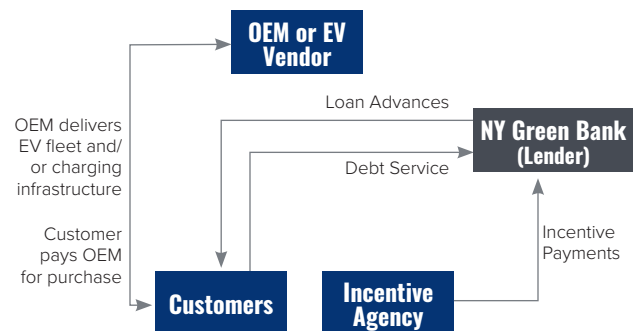 OEM or EV
Vendor
Loan Advances
NY Green Bank
(Lender)
OEM delivers
EV fleet and/
or charging
infrastructure
Debt Service
Customer
pays OEM
for purchase
Incentive
Payments
Customers
Incentive
Agency